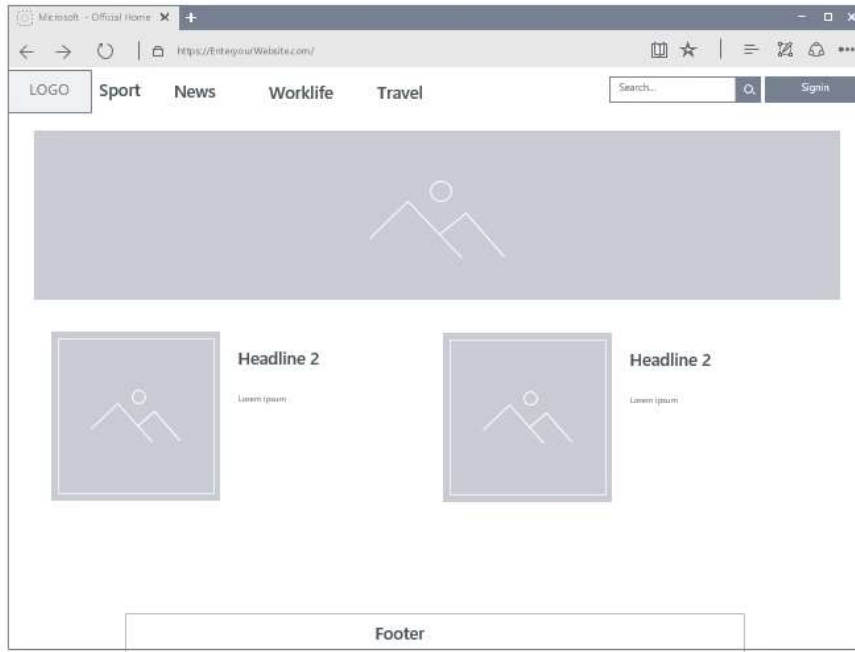 Microsoft - Official Home
https://EnteryourWebsite.com/
LOGO Sport News Worklife Travel Search... Signin
Headline 2
Lorem ipsum
Headline 2
Lorem ipsum
Footer